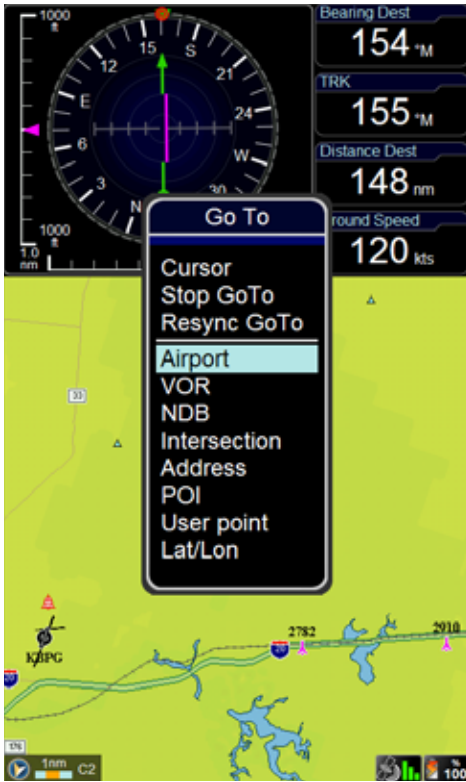 1000
ft
Bearing Dest
154 °M
15
S
12
21
TRK
155 °M
E
24
6
W
Distance Dest
148 nm
3
N
30
Go To
round Speed
120 kts
1000
ft
1.0
nm
Cursor
Stop GoTo
Resync GoTo
Airport
VOR
NDB
Intersection
Address
POI
User point
Lat/Lon
33
2782
2910
20
KBPG
20
176
1nm
C2
%
100